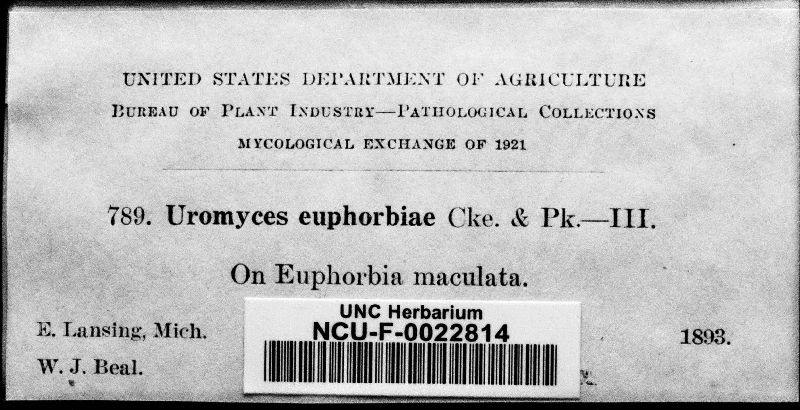 UNITED STATES DEPARTMENT OF AGRICULTURE
BUREAU OF PLANT INDUSTRY—PATHOLOGICAL COLLECTIONS
MYCOLOGICAL EXCHANGE OF 1921
789. Uromyces euphorbiae Cke. & Pk.—III.
On Euphorbia maculata.
E. Lansing, Mich.
1893.
W. J. Beal.
UNC Herbarium
NCU-F-0022814